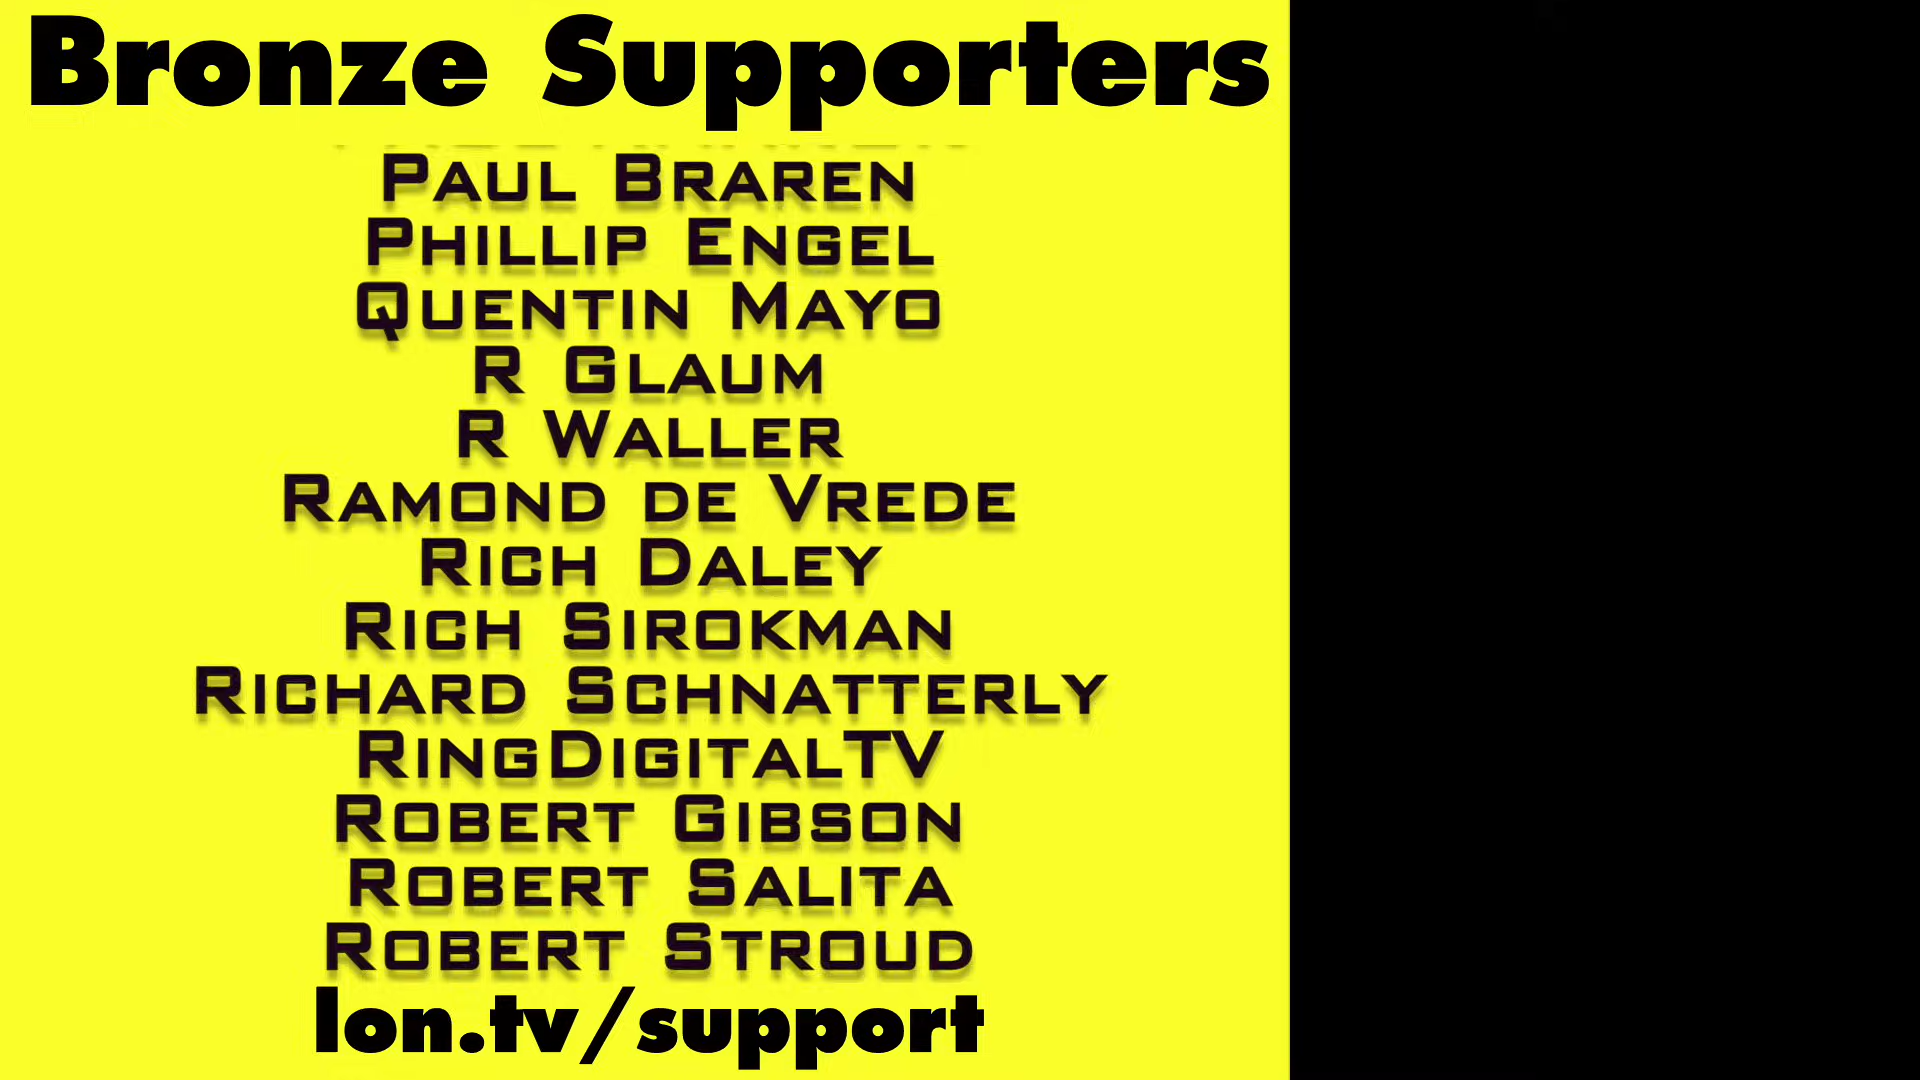 Bronze Supporters
Paul Braren
Phillip Engel
Quentin Mayo
R Glaum
R Waller
Ramond de Vrede
Rich Daley
Rich Sirokman
Richard Schnatterly
RingDigitalTV
Robert Gibson
Robert Salita
Robert Stroud
lon.tv/support